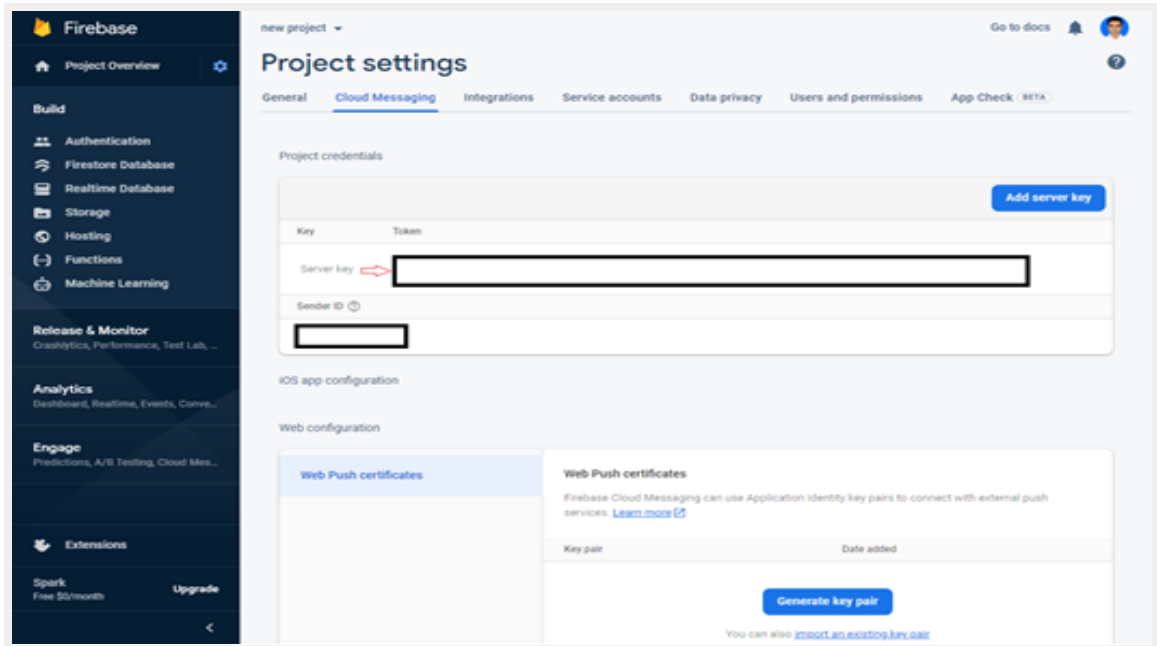 Firebase
Project Overview
Build
Authentication
Firestore Database
Realtime Database
Storage
Hosting
Functions
Machine Learning
Release & Monitor
Crashlytics, Performance, Test Lab, ...
Analytics
Dashboard, Realtime, Events, Conve...
Engage
Predictions, A/B Testing, Cloud Mes...
Extensions
Spark
Free $0/month
Upgrade
new project
Go to docs
Project settings
General Cloud Messaging Integrations Service accounts Data privacy Users and permissions App Check BETA
Project credentials
Add server key
Key Token
Server key
Sender ID
iOS app configuration
Web configuration
Web Push certificates
Web Push certificates
Firebase Cloud Messaging can use Application Identity key pairs to connect with external push
services. Learn more
Key pair Date added
Generate key pair
You can also import an existing key pair